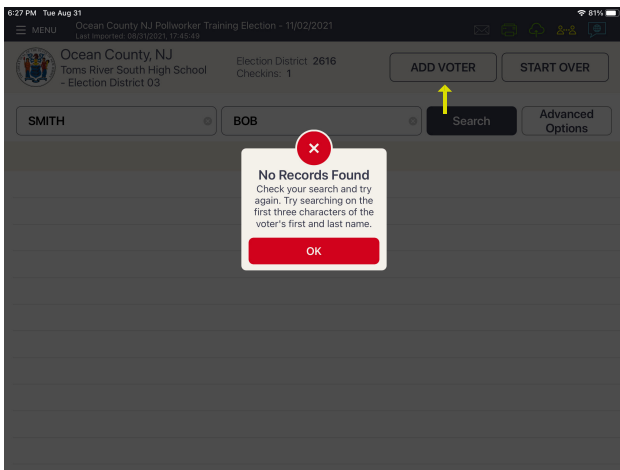 6:27 PM Tue Aug 31
81%
MENU
Ocean County NJ Pollworker Training Election - 11/02/2021
Last Imported: 08/31/2021, 17:45:49
Ocean County, NJ
Toms River South High School
- Election District 03
Election District 2616
Checkins: 1
ADD VOTER
START OVER
SMITH
BOB
Search
Advanced
Options
No Records Found
Check your search and try
again. Try searching on the
first three characters of the
voter's first and last name.
OK